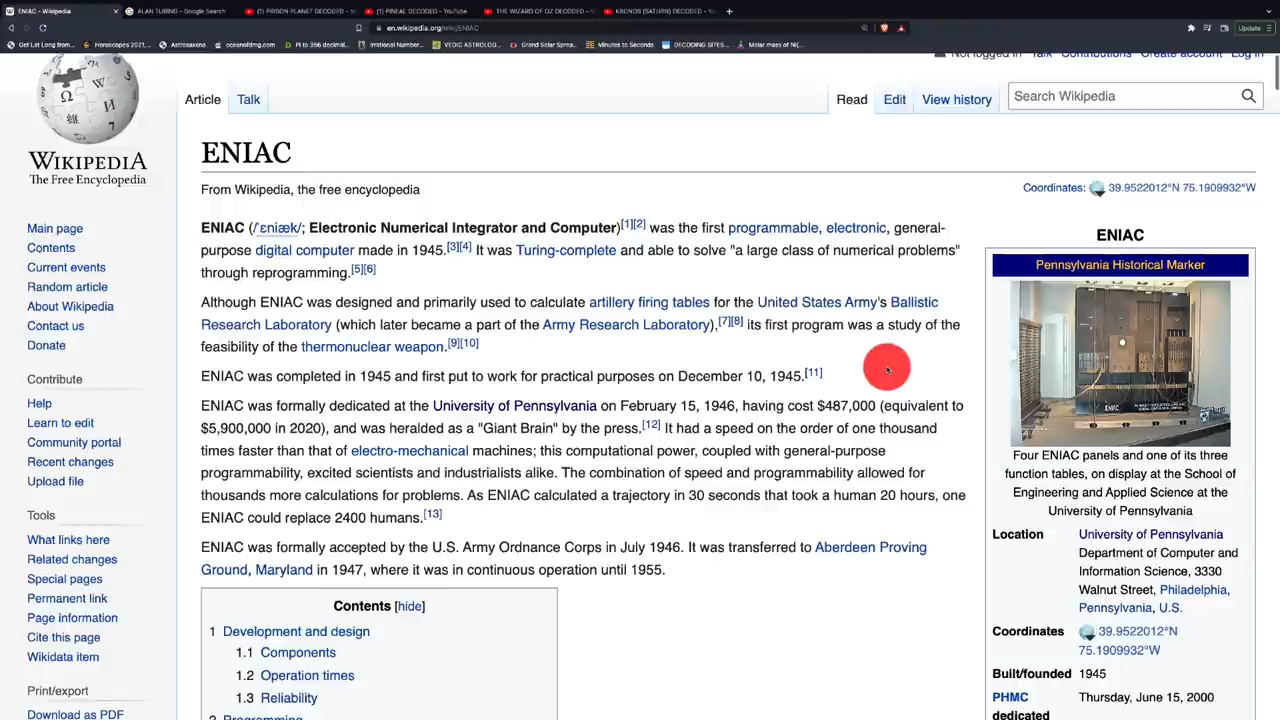 ENIAC - Wikipedia
ALAN TURING - Google Search
(1) PRISON PLANET DECODED - Yo
(1) PINEAL DECODED - YouTube
THE WIZARD OF OZ DECODED - Yo
KRONOS (SATURN) DECODED - Yo
en.wikipedia.org/wiki/ENIAC
Update
Get Lat Long from...
Horoscopes 2021,...
Astrosaxena
oceansofdmg.com
Pi to 356 decimal...
Irrational Number...
VEDIC ASTROLOG...
Grand Solar Sprea...
Minutes to Seconds
DECODING SITES...
Molar mass of Ni(...
Not logged in Talk Contributions Create account Log in
Article Talk Read Edit View history Search Wikipedia
WIKIPEDIA
The Free Encyclopedia
Main page
Contents
Current events
Random article
About Wikipedia
Contact us
Donate
Contribute
Help
Learn to edit
Community portal
Recent changes
Upload file
Tools
What links here
Related changes
Special pages
Permanent link
Page information
Cite this page
Wikidata item
Print/export
Download as PDF
ENIAC
From Wikipedia, the free encyclopedia
Coordinates: 39.9522012°N 75.1909932°W
ENIAC (/ˈɛniæk/; Electronic Numerical Integrator and Computer)[1][2] was the first programmable, electronic, general-
purpose digital computer made in 1945.[3][4] It was Turing-complete and able to solve "a large class of numerical problems"
through reprogramming.[5][6]
Although ENIAC was designed and primarily used to calculate artillery firing tables for the United States Army's Ballistic
Research Laboratory (which later became a part of the Army Research Laboratory),[7][8] its first program was a study of the
feasibility of the thermonuclear weapon.[9][10]
ENIAC was completed in 1945 and first put to work for practical purposes on December 10, 1945.[11]
ENIAC was formally dedicated at the University of Pennsylvania on February 15, 1946, having cost $487,000 (equivalent to
$5,900,000 in 2020), and was heralded as a "Giant Brain" by the press.[12] It had a speed on the order of one thousand
times faster than that of electro-mechanical machines; this computational power, coupled with general-purpose
programmability, excited scientists and industrialists alike. The combination of speed and programmability allowed for
thousands more calculations for problems. As ENIAC calculated a trajectory in 30 seconds that took a human 20 hours, one
ENIAC could replace 2400 humans.[13]
ENIAC was formally accepted by the U.S. Army Ordnance Corps in July 1946. It was transferred to Aberdeen Proving
Ground, Maryland in 1947, where it was in continuous operation until 1955.
Contents [hide]
1 Development and design
1.1 Components
1.2 Operation times
1.3 Reliability
2 Programming
ENIAC
Pennsylvania Historical Marker
ENIAC
Four ENIAC panels and one of its three
function tables, on display at the School of
Engineering and Applied Science at the
University of Pennsylvania
Location University of Pennsylvania
Department of Computer and
Information Science, 3330
Walnut Street, Philadelphia,
Pennsylvania, U.S.
Coordinates 39.9522012°N
75.1909932°W
Built/founded 1945
PHMC Thursday, June 15, 2000
dedicated